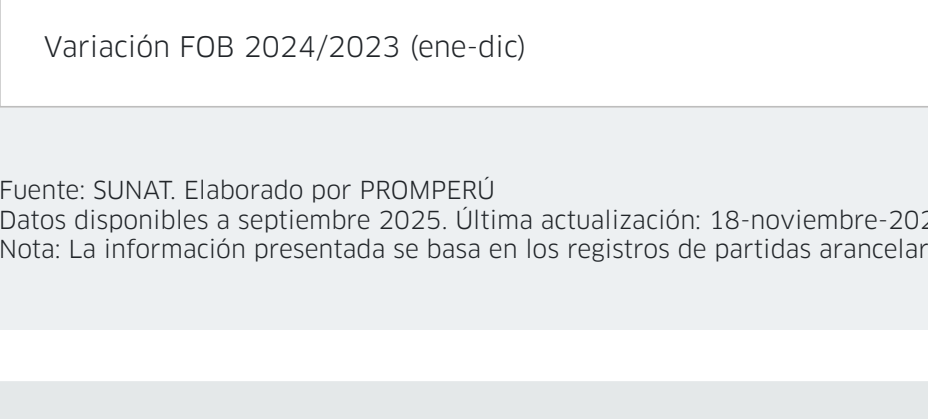 Variación FOB 2024/2023 (ene-dic)
Fuente: SUNAT. Elaborado por PROMPERÚ
Datos disponibles a septiembre 2025. Última actualización: 18-noviembre-202
Nota: La información presentada se basa en los registros de partidas arancelar